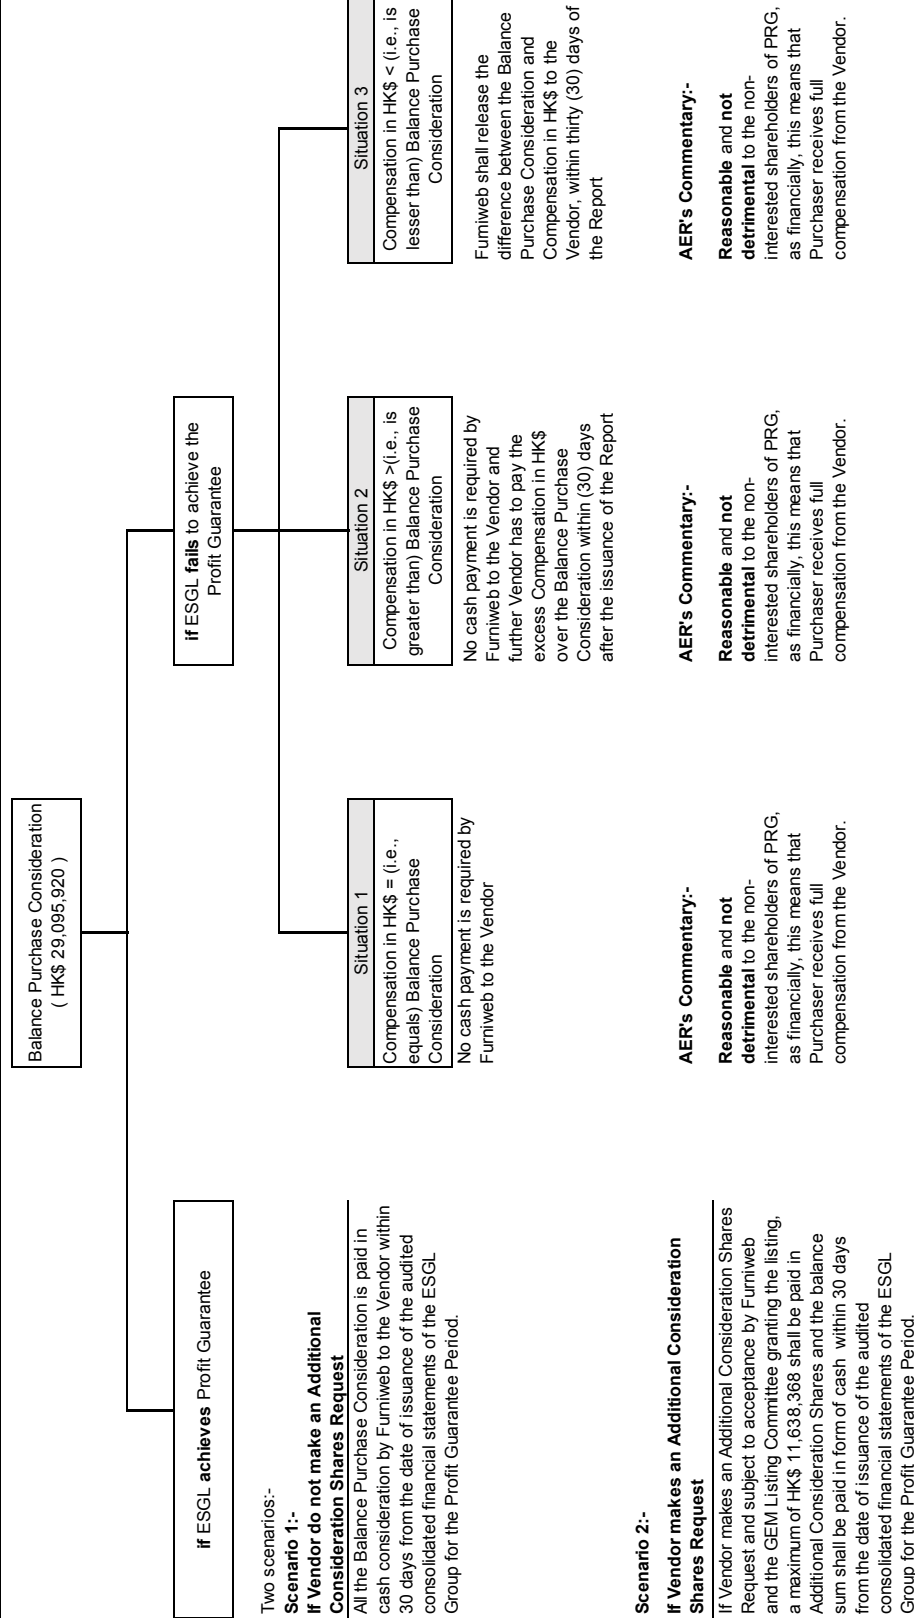 Balance Purchase Consideration
( HK$ 29,095,920 )
if ESGL achieves Profit Guarantee
if ESGL fails to achieve the
Profit Guarantee
Two scenarios:-
Scenario 1:-
If Vendor do not make an Additional
Consideration Shares Request
All the Balance Purchase Consideration is paid in
cash consideration by Furniweb to the Vendor within
30 days from the date of issuance of the audited
consolidated financial statements of the ESGL
Group for the Profit Guarantee Period.
Scenario 2:-
If Vendor makes an Additional Consideration
Shares Request
If Vendor makes an Additional Consideration Shares
Request and subject to acceptance by Furniweb
and the GEM Listing Committee granting the listing,
a maximum of HK$ 11,638,368 shall be paid in
Additional Consideration Shares and the balance
sum shall be paid in form of cash within 30 days
from the date of issuance of the audited
consolidated financial statements of the ESGL
Group for the Profit Guarantee Period.
Situation 1
Compensation in HK$ = (i.e.,
equals) Balance Purchase
Consideration
No cash payment is required by
Furniweb to the Vendor
AER's Commentary:-
Reasonable and not
detrimental to the non-
interested shareholders of PRG,
as financially, this means that
Purchaser receives full
compensation from the Vendor.
Situation 2
Compensation in HK$ >(i.e., is
greater than) Balance Purchase
Consideration
No cash payment is required by
Furniweb to the Vendor and
further Vendor has to pay the
excess Compensation in HK$
over the Balance Purchase
Consideration within (30) days
after the issuance of the Report
AER's Commentary:-
Reasonable and not
detrimental to the non-
interested shareholders of PRG,
as financially, this means that
Purchaser receives full
compensation from the Vendor.
Situation 3
Compensation in HK$ < (i.e., is
lesser than) Balance Purchase
Consideration
Furniweb shall release the
difference between the Balance
Purchase Consideration and
Compensation in HK$ to the
Vendor, within thirty (30) days of
the Report
AER's Commentary:-
Reasonable and not
detrimental to the non-
interested shareholders of PRG,
as financially, this means that
Purchaser receives full
compensation from the Vendor.